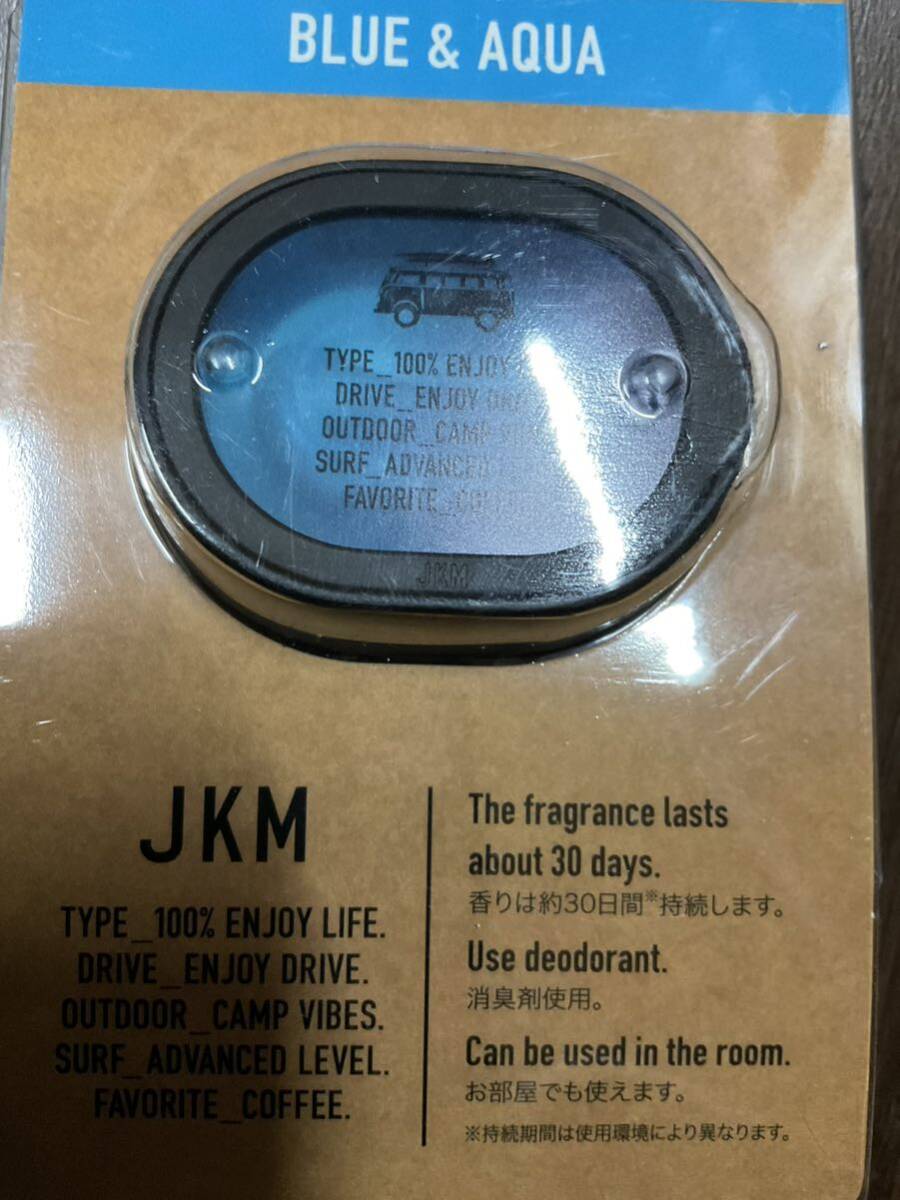 BLUE & AQUA
TYPE_100% ENJOY
DRIVE_ENJOY
OUTDOOR_CAMP
SURF_ADVANCED
FAVORITE_
JKM
JKM
TYPE_100% ENJOY LIFE.
DRIVE_ENJOY DRIVE.
OUTDOOR_CAMP VIBES.
SURF_ADVANCED LEVEL.
FAVORITE_COFFEE.
The fragrance lasts
about 30 days.
香りは約30日間※持続します。
Use deodorant.
消臭剤使用。
Can be used in the room.
お部屋でも使えます。
※持続期間は使用環境により異なります。